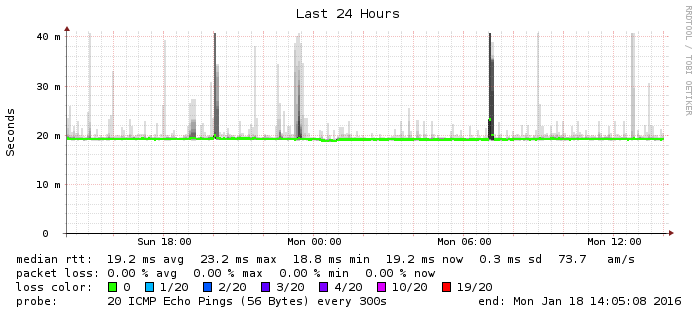 Last 24 Hours
RRDTOOL / TOBI OETIKER
Seconds
40 m
30 m
20 m
10 m
0
Sun 18:00 Mon 00:00 Mon 06:00 Mon 12:00
median rtt: 19.2 ms avg 23.2 ms max 18.8 ms min 19.2 ms now 0.3 ms sd 73.7 am/s
packet loss: 0.00 % avg 0.00 % max 0.00 % min 0.00 % now
loss color: 0 1/20 2/20 3/20 4/20 10/20 19/20
probe: 20 ICMP Echo Pings (56 Bytes) every 300s end: Mon Jan 18 14:05:08 2016